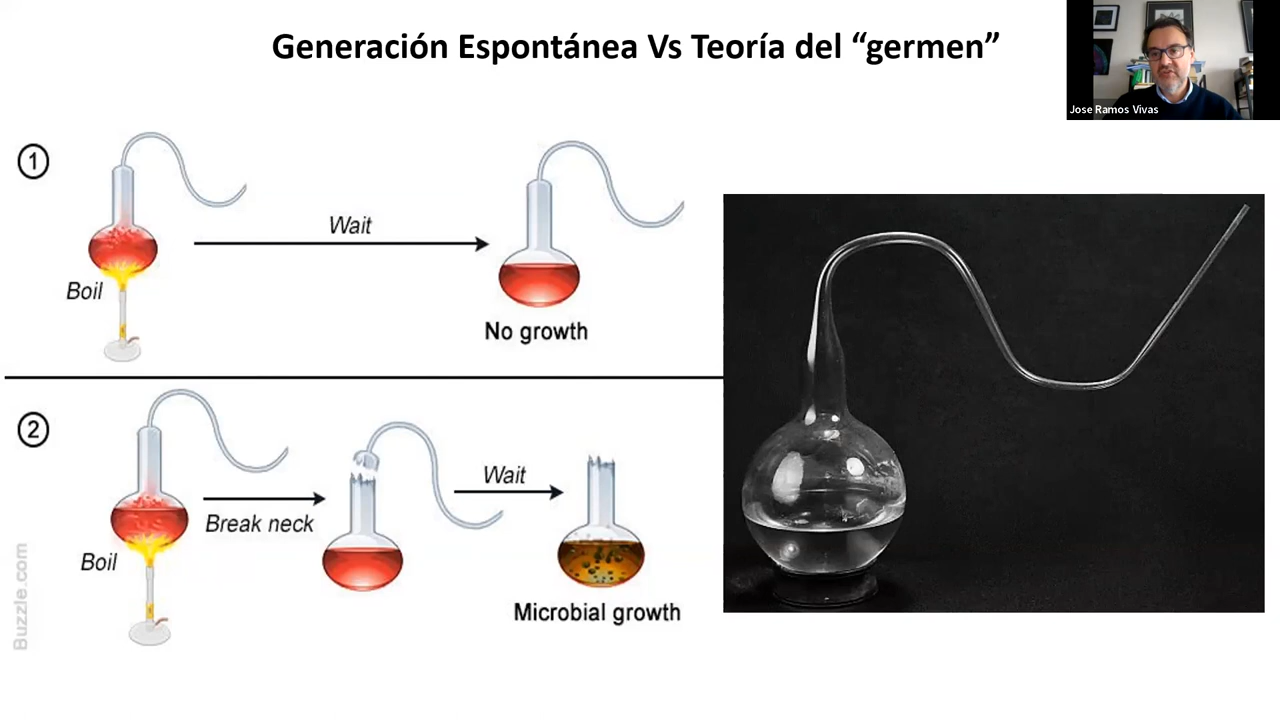 Generación Espontánea Vs Teoría del “germen”
Jose Ramos Vivas
1
Boil
Wait
No growth
2
Boil
Break neck
Wait
Microbial growth
Buzzle.com